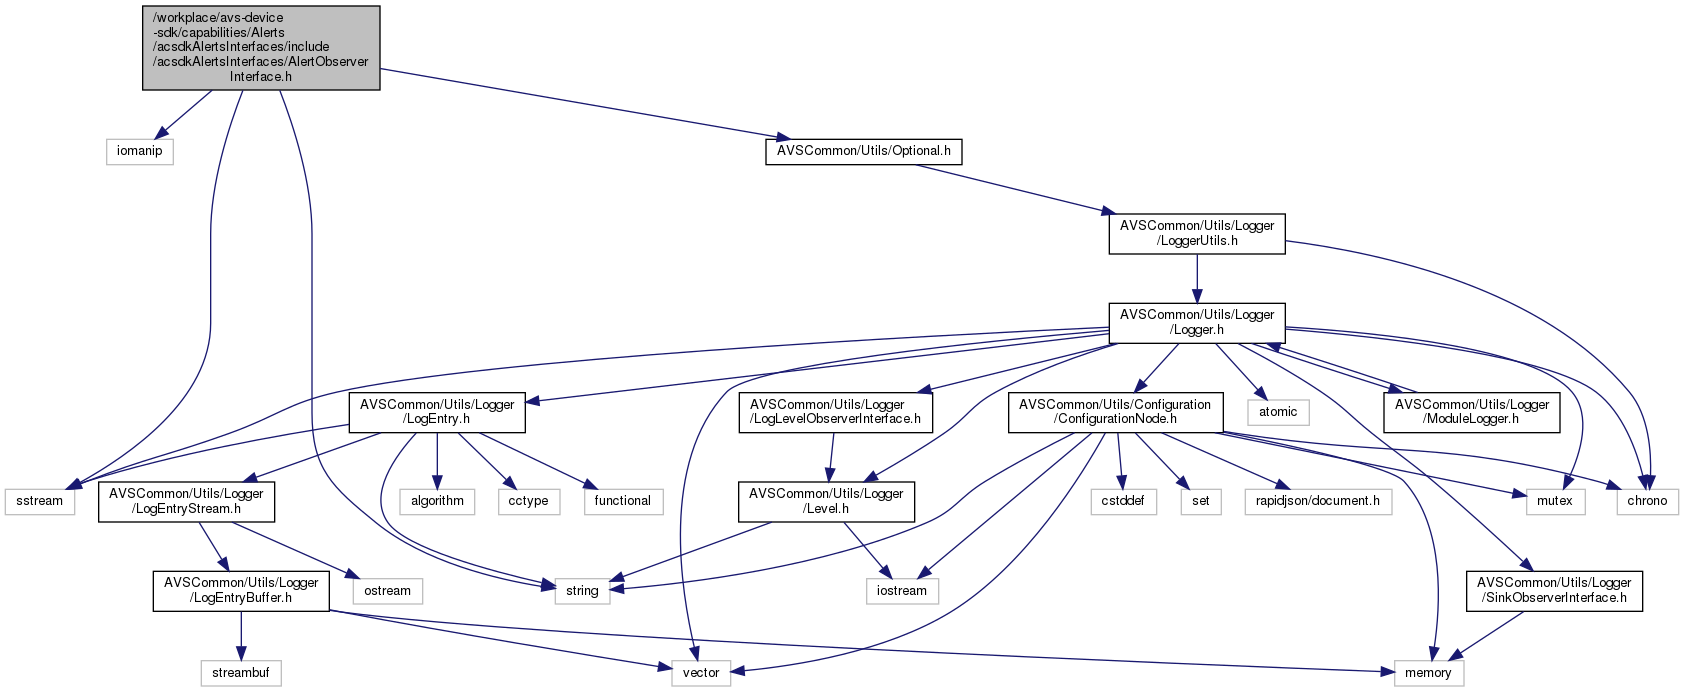 /workplace/avs-device
-sdk/capabilities/Alerts
/acsdkAlertsInterfaces/include
/acsdkAlertsInterfaces/AlertObserver
Interface.h
iomanip
AVSCommon/Utils/Optional.h
AVSCommon/Utils/Logger
/LoggerUtils.h
AVSCommon/Utils/Logger
/Logger.h
AVSCommon/Utils/Logger
/LogEntry.h
AVSCommon/Utils/Logger
/LogLevelObserverInterface.h
AVSCommon/Utils/Configuration
/ConfigurationNode.h
atomic
AVSCommon/Utils/Logger
/ModuleLogger.h
sstream
AVSCommon/Utils/Logger
/LogEntryStream.h
algorithm
cctype
functional
AVSCommon/Utils/Logger
/Level.h
cstddef
set
rapidjson/document.h
mutex
chrono
AVSCommon/Utils/Logger
/LogEntryBuffer.h
ostream
string
iostream
AVSCommon/Utils/Logger
/SinkObserverInterface.h
streambuf
vector
memory